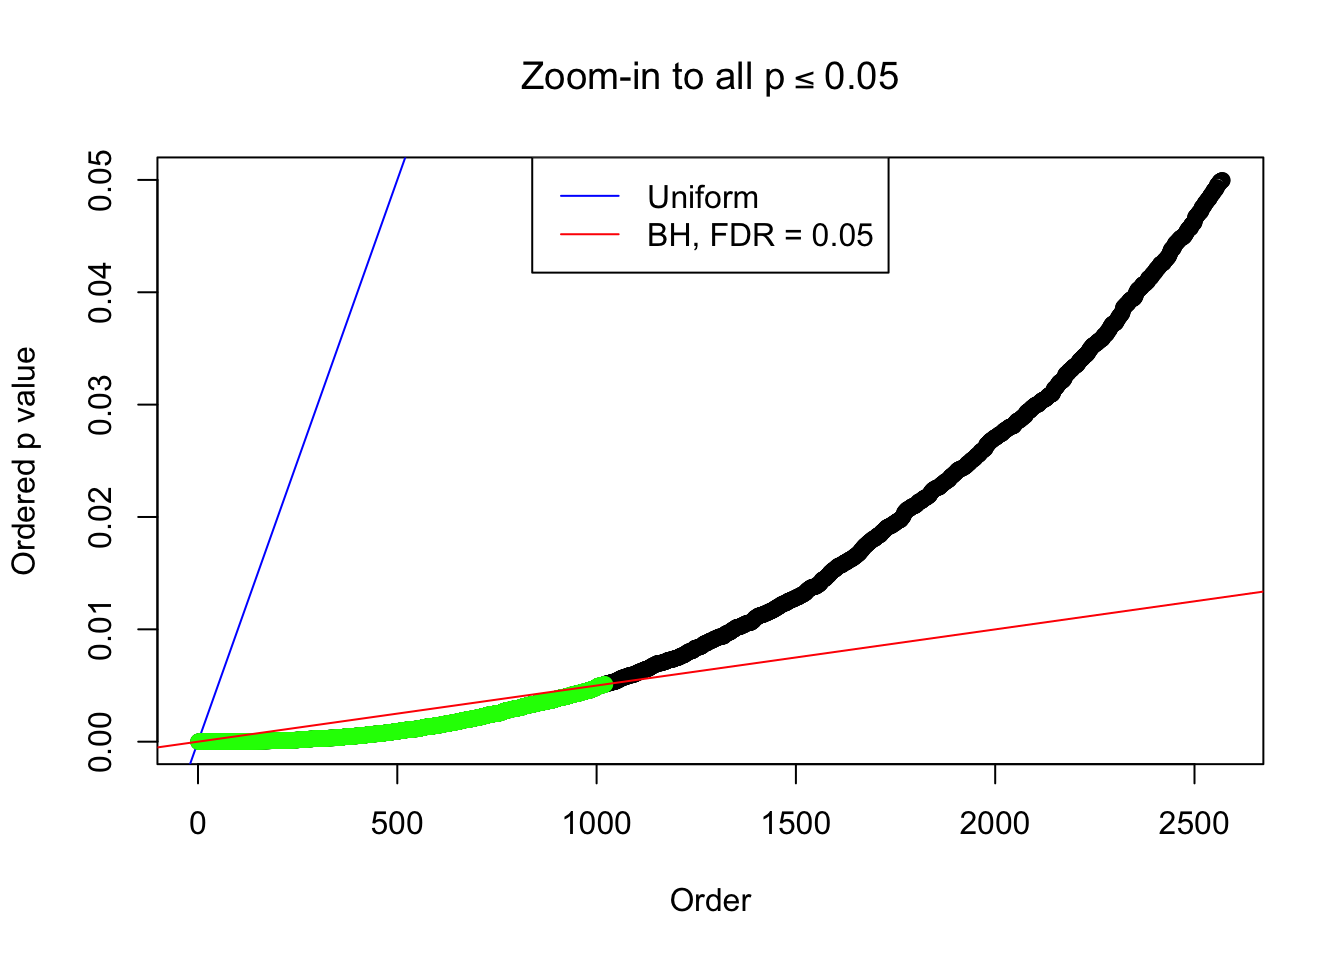 Zoom-in to all p ≤ 0.05
Uniform
BH, FDR = 0.05
Ordered p value
0.05
0.04
0.03
0.02
0.01
0.00
0 500 1000 1500 2000 2500
Order